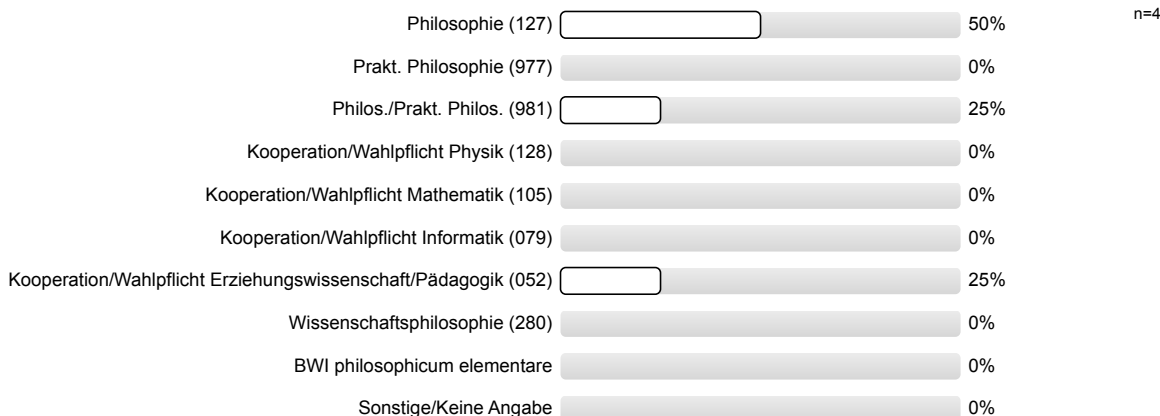 Philosophie (127) 50% n=4
Prakt. Philosophie (977) 0%
Philos./Prakt. Philos. (981) 25%
Kooperation/Wahlpflicht Physik (128) 0%
Kooperation/Wahlpflicht Mathematik (105) 0%
Kooperation/Wahlpflicht Informatik (079) 0%
Kooperation/Wahlpflicht Erziehungswissenschaft/Pädagogik (052) 25%
Wissenschaftsphilosophie (280) 0%
BWI philosophicum elementare 0%
Sonstige/Keine Angabe 0%